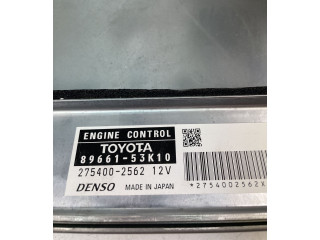 ENGINE CONTROL
TOYOTA
89661-53K10
275400-2562 12V
DENSO MADE IN JAPAN
*2754002562X